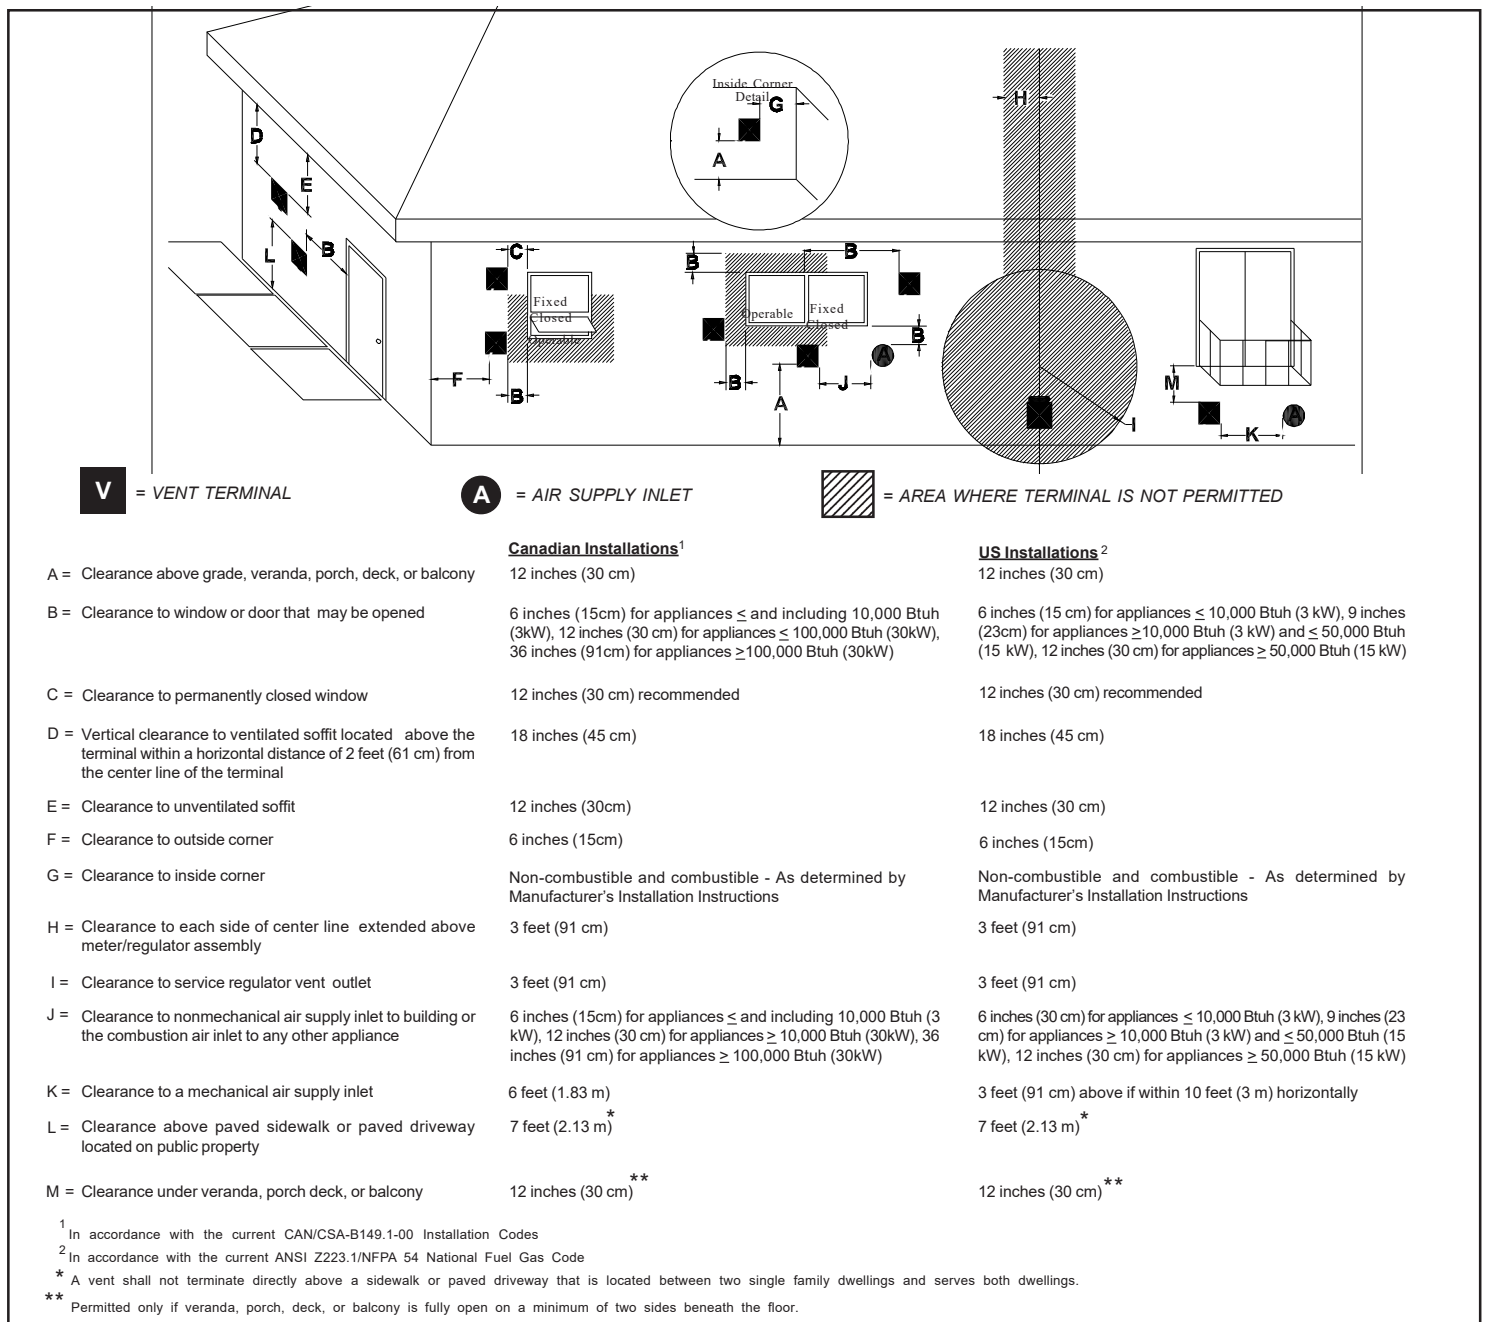 Inside Corner
Detail
G
A
H
D
E
L
B
C
Fixed
Closed
Operable
F
B
B
B
Operable
Fixed
Closed
B
A
B
J
A
I
M
A
K
V = VENT TERMINAL
A = AIR SUPPLY INLET
= AREA WHERE TERMINAL IS NOT PERMITTED
Canadian Installations1
US Installations 2
A = Clearance above grade, veranda, porch, deck, or balcony
12 inches (30 cm)
12 inches (30 cm)
B = Clearance to window or door that may be opened
6 inches (15cm) for appliances ≤ and including 10,000 Btuh
(3kW), 12 inches (30 cm) for appliances ≤ 100,000 Btuh (30kW),
36 inches (91cm) for appliances ≥100,000 Btuh (30kW)
6 inches (15 cm) for appliances ≤ 10,000 Btuh (3 kW), 9 inches
(23cm) for appliances ≥10,000 Btuh (3 kW) and ≤ 50,000 Btuh
(15 kW), 12 inches (30 cm) for appliances ≥ 50,000 Btuh (15 kW)
C = Clearance to permanently closed window
12 inches (30 cm) recommended
12 inches (30 cm) recommended
D = Vertical clearance to ventilated soffit located above the
terminal within a horizontal distance of 2 feet (61 cm) from
the center line of the terminal
18 inches (45 cm)
18 inches (45 cm)
E = Clearance to unventilated soffit
12 inches (30cm)
12 inches (30 cm)
F = Clearance to outside corner
6 inches (15cm)
6 inches (15cm)
G = Clearance to inside corner
Non-combustible and combustible - As determined by
Manufacturer's Installation Instructions
Non-combustible and combustible - As determined by
Manufacturer's Installation Instructions
H = Clearance to each side of center line extended above
meter/regulator assembly
3 feet (91 cm)
3 feet (91 cm)
I = Clearance to service regulator vent outlet
3 feet (91 cm)
3 feet (91 cm)
J = Clearance to nonmechanical air supply inlet to building or
the combustion air inlet to any other appliance
6 inches (15cm) for appliances ≤ and including 10,000 Btuh (3
kW), 12 inches (30 cm) for appliances ≥ 10,000 Btuh (30kW), 36
inches (91 cm) for appliances ≥ 100,000 Btuh (30kW)
6 inches (30 cm) for appliances ≤ 10,000 Btuh (3 kW), 9 inches (23
cm) for appliances ≥ 10,000 Btuh (3 kW) and ≤ 50,000 Btuh (15
kW), 12 inches (30 cm) for appliances ≥ 50,000 Btuh (15 kW)
K = Clearance to a mechanical air supply inlet
6 feet (1.83 m)
3 feet (91 cm) above if within 10 feet (3 m) horizontally
L = Clearance above paved sidewalk or paved driveway
located on public property
7 feet (2.13 m)*
7 feet (2.13 m)*
M = Clearance under veranda, porch deck, or balcony
12 inches (30 cm)**
12 inches (30 cm)**
1 In accordance with the current CAN/CSA-B149.1-00 Installation Codes
2 In accordance with the current ANSI Z223.1/NFPA 54 National Fuel Gas Code
* A vent shall not terminate directly above a sidewalk or paved driveway that is located between two single family dwellings and serves both dwellings.
** Permitted only if veranda, porch, deck, or balcony is fully open on a minimum of two sides beneath the floor.